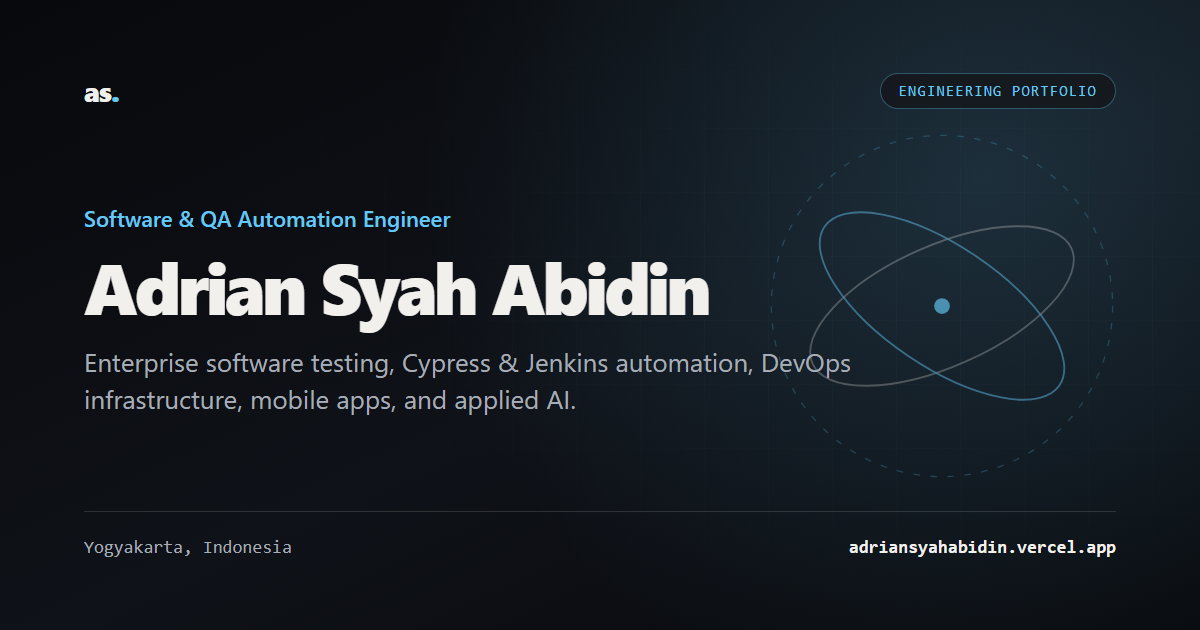 as.
ENGINEERING PORTFOLIO
Software & QA Automation Engineer
Adrian Syah Abidin
Enterprise software testing, Cypress & Jenkins automation, DevOps
infrastructure, mobile apps, and applied AI.
Yogyakarta, Indonesia
adriansyahabidin.vercel.app